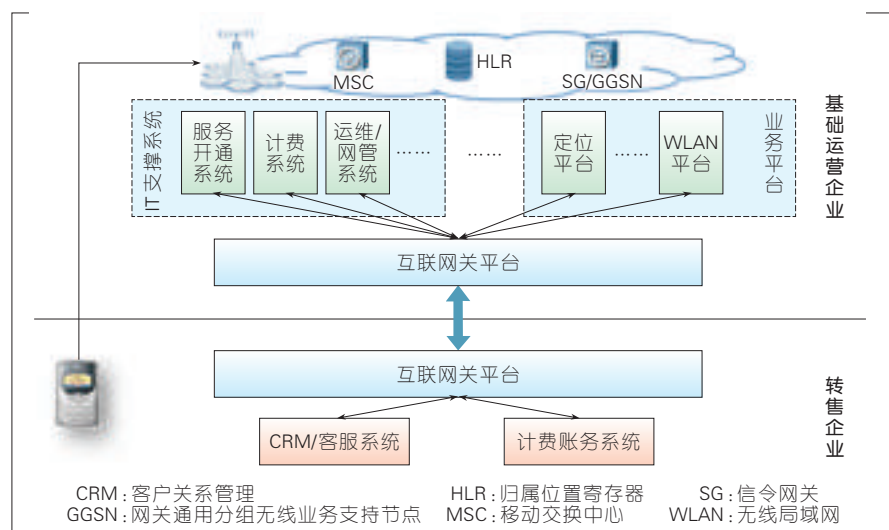 MSC
HLR
SG/GGSN
IT支撑系统
服务
开通
系统
计费
系统
运维/
网管
系统
……
……
定位
平台
……
WLAN
平台
业务平台
基础运营企业
互联网关平台
互联网关平台
转售企业
CRM/客服系统
计费账务系统
CRM:客户关系管理
HLR:归属位置寄存器
SG:信令网关
GGSN:网关通用分组无线业务支持节点
MSC:移动交换中心
WLAN:无线局域网